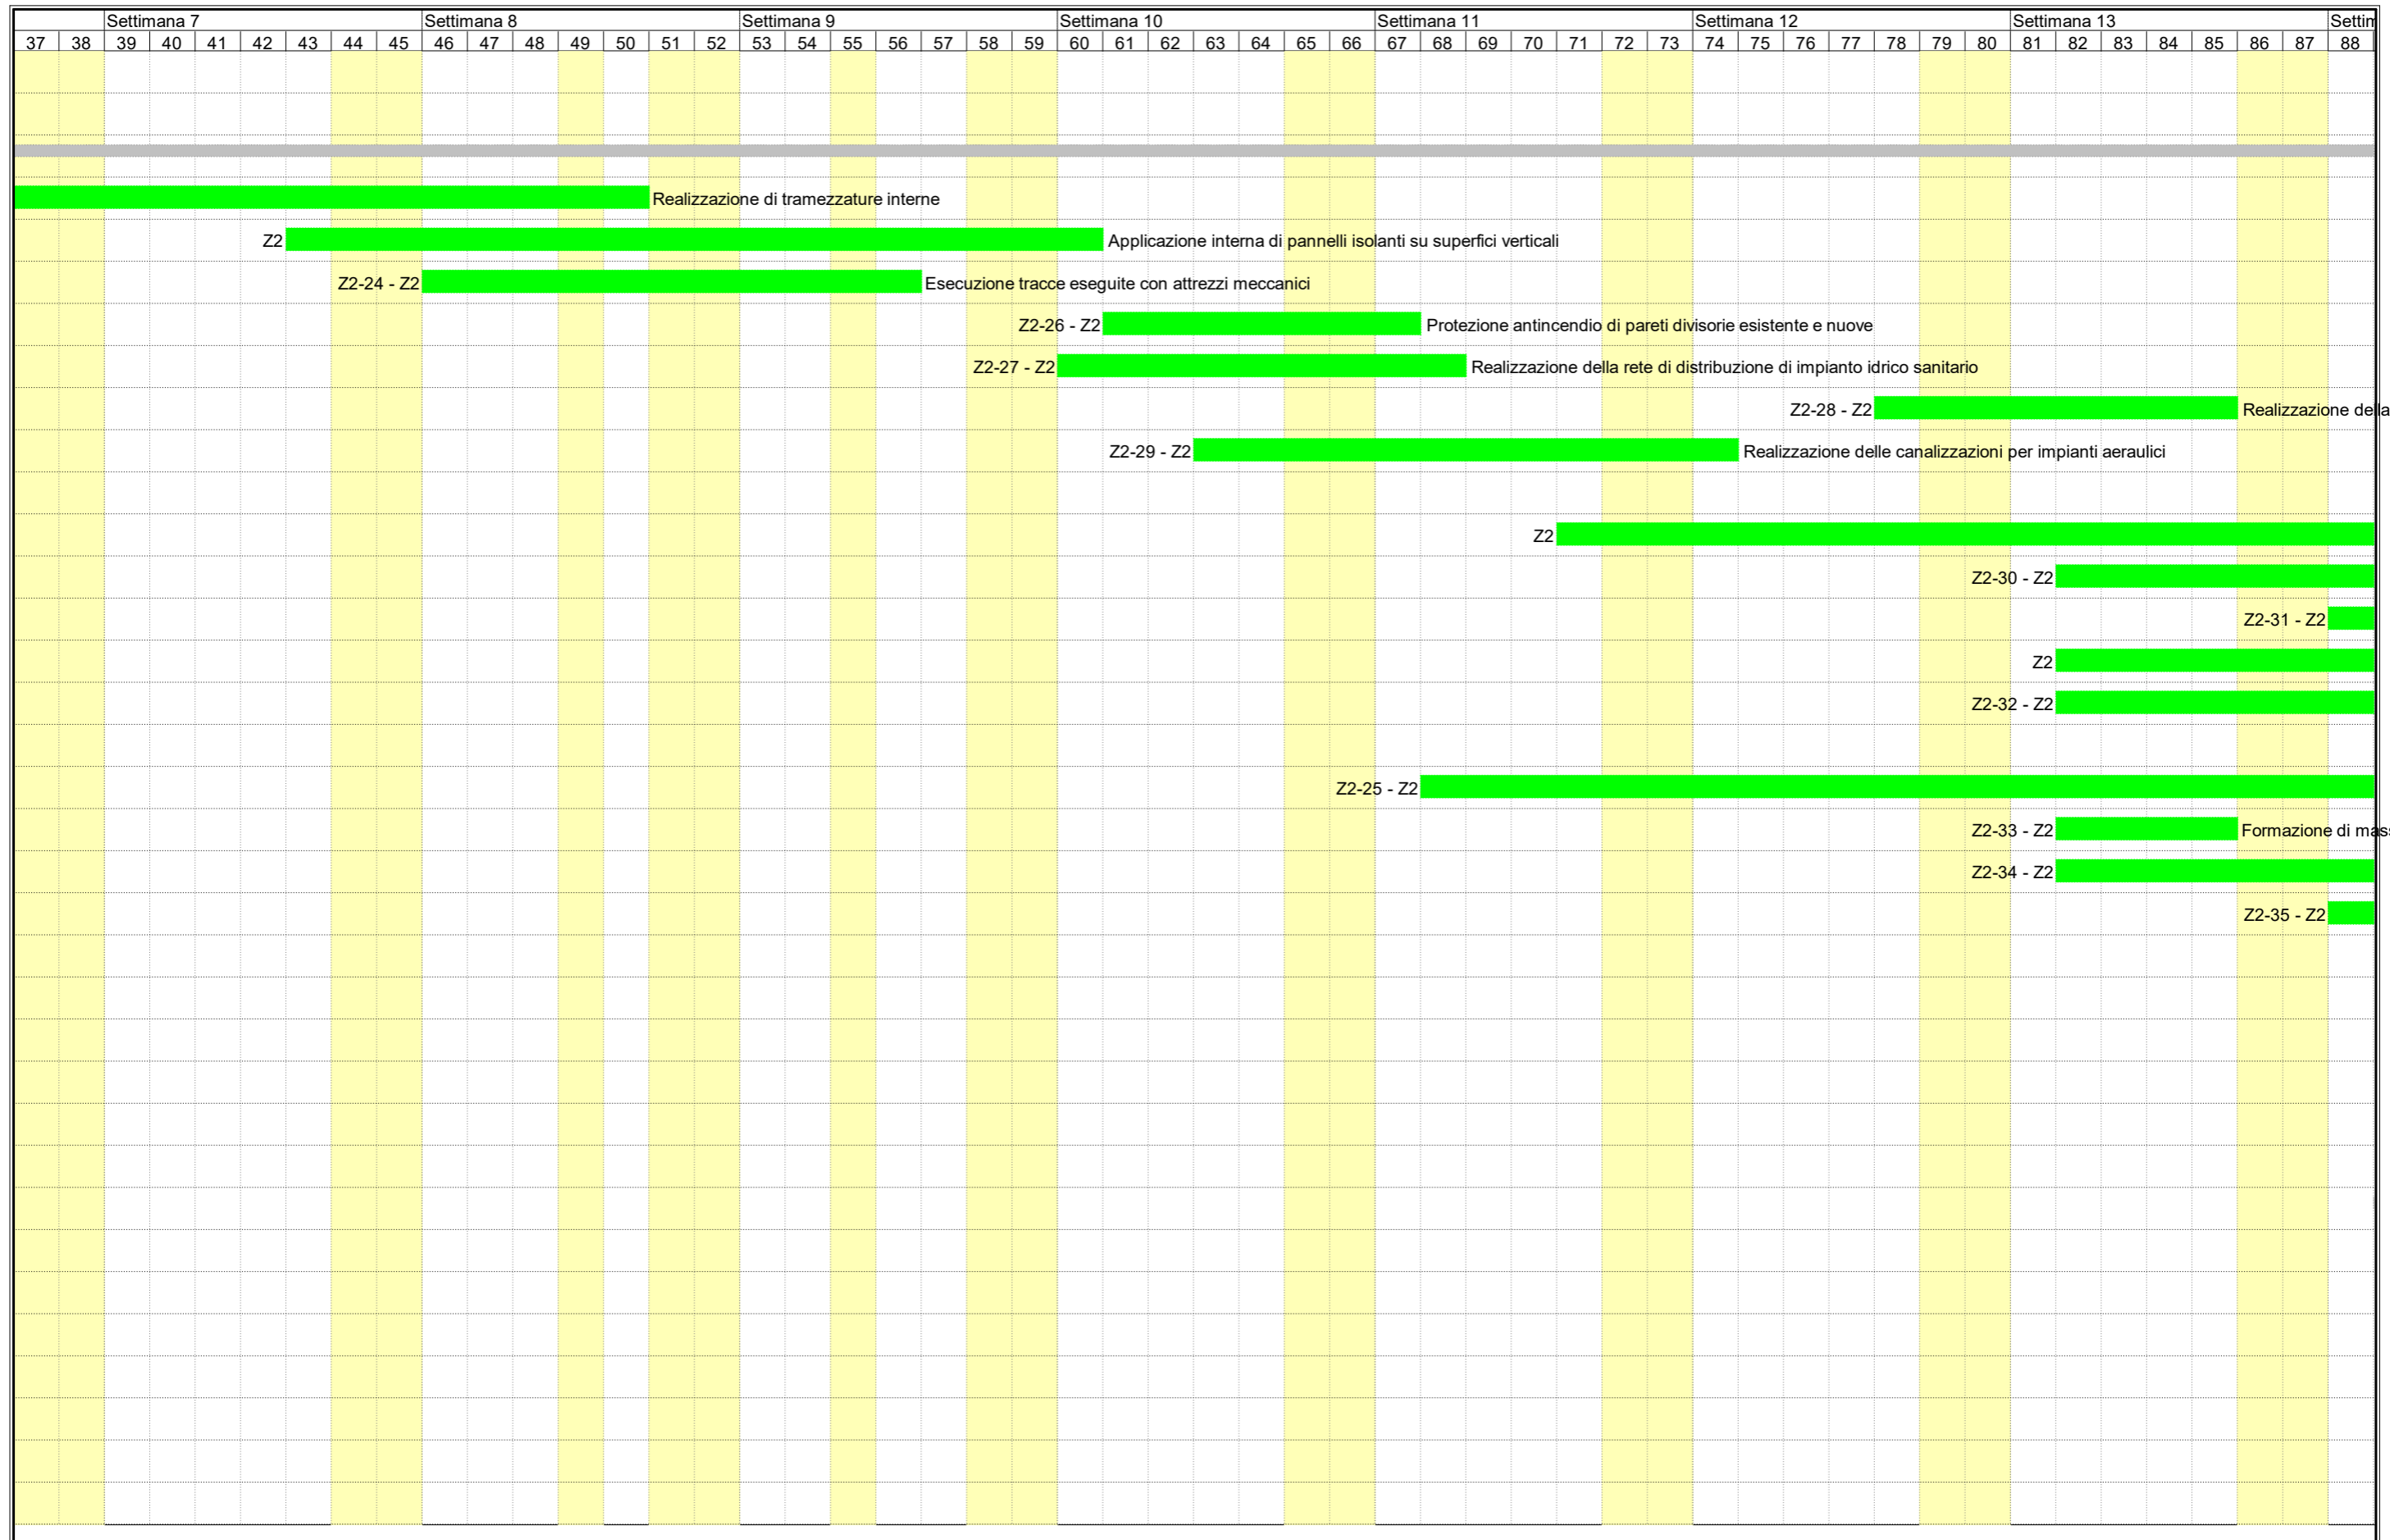 Settimana 7 Settimana 8 Settimana 9 Settimana 10 Settimana 11 Settimana 12 Settimana 13 Settim
37 38 39 40 41 42 43 44 45 46 47 48 49 50 51 52 53 54 55 56 57 58 59 60 61 62 63 64 65 66 67 68 69 70 71 72 73 74 75 76 77 78 79 80 81 82 83 84 85 86 87 88
Realizzazione di tramezzature interne
Z2 Applicazione interna di pannelli isolanti su superfici verticali
Z2-24 - Z2 Esecuzione tracce eseguite con attrezzi meccanici
Z2-26 - Z2 Protezione antincendio di pareti divisorie esistente e nuove
Z2-27 - Z2 Realizzazione della rete di distribuzione di impianto idrico sanitario
Z2-28 - Z2 Realizzazione della
Z2-29 - Z2 Realizzazione delle canalizzazioni per impianti aeraulici
Z2
Z2-30 - Z2
Z2-31 - Z2
Z2
Z2-32 - Z2
Z2-25 - Z2
Z2-33 - Z2 Formazione di mas
Z2-34 - Z2
Z2-35 - Z2